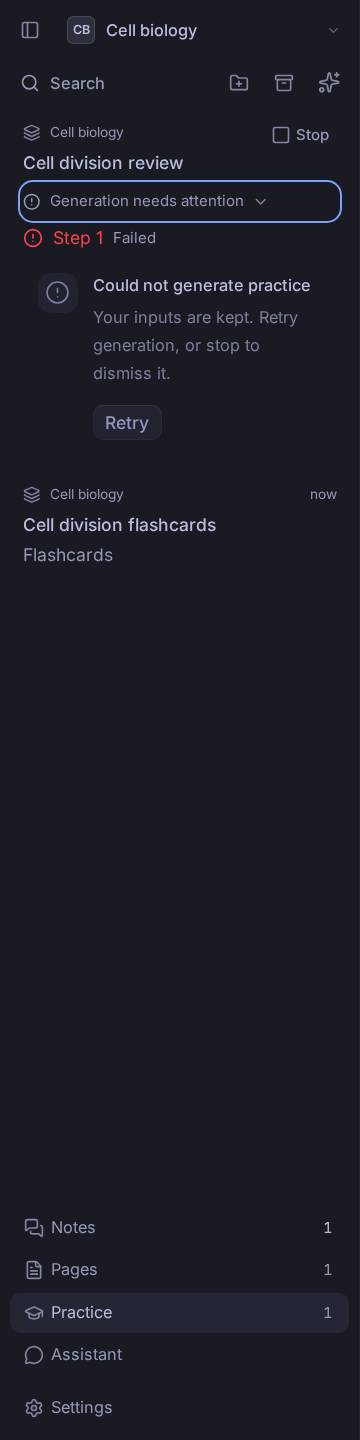 CB Cell biology
Search
Cell biology
Stop
Cell division review
Generation needs attention
Step 1 Failed
Could not generate practice
Your inputs are kept. Retry
generation, or stop to
dismiss it.
Retry
Cell biology now
Cell division flashcards
Flashcards
Notes 1
Pages 1
Practice 1
Assistant
Settings